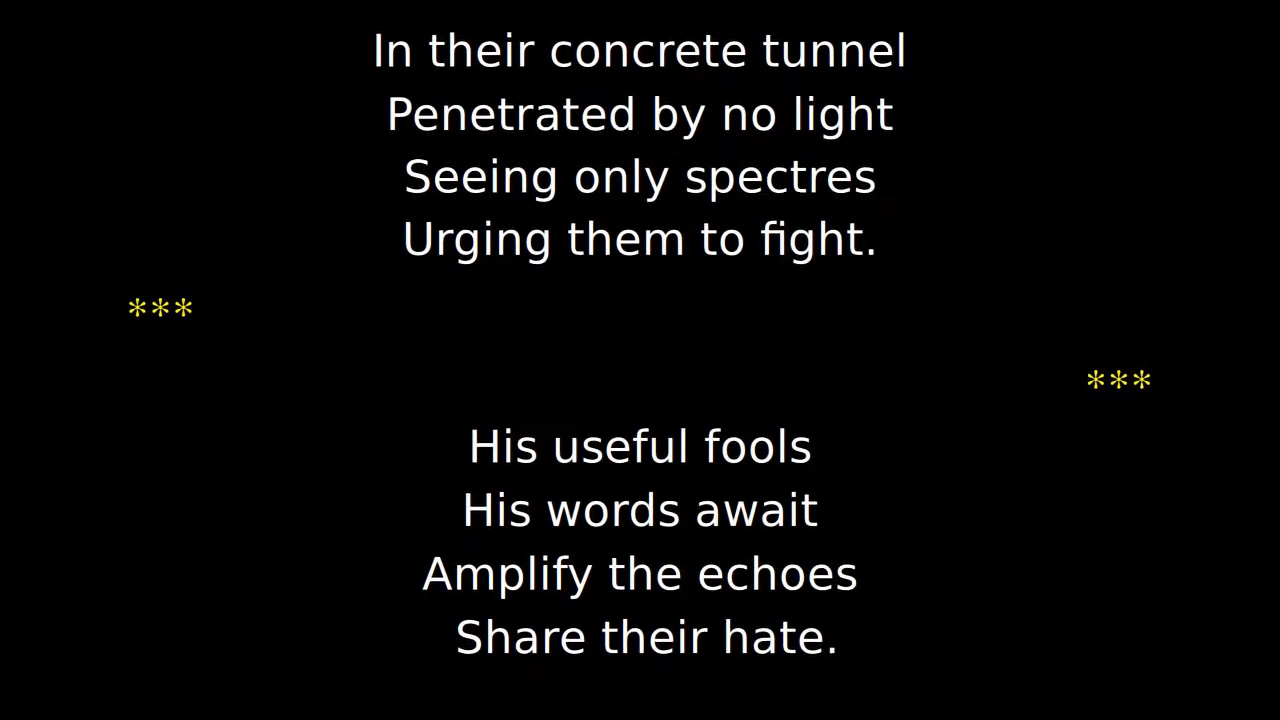 In their concrete tunnel
Penetrated by no light
Seeing only spectres
Urging them to fight.
***
***
His useful fools
His words await
Amplify the echoes
Share their hate.